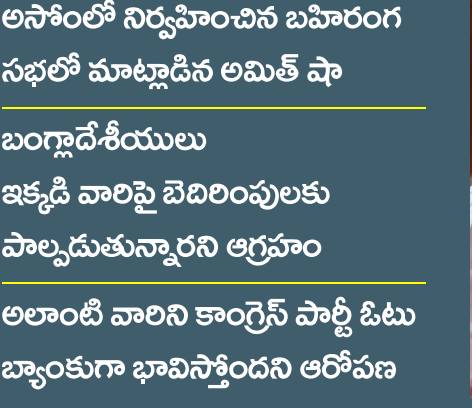 అసోంలో నిర్వహించిన బహిరంగ
సభలో మాట్లాడిన అమిత్ షా
బంగ్లాదేశీయులు
ఇక్కడి వారిపై బెదిరింపులకు
పాల్పడుతున్నారని ఆగ్రహం
అలాంటి వారిని కాంగ్రెస్ పార్టీ ఓటు
బ్యాంకుగా భావిస్తోందని ఆరోపణ